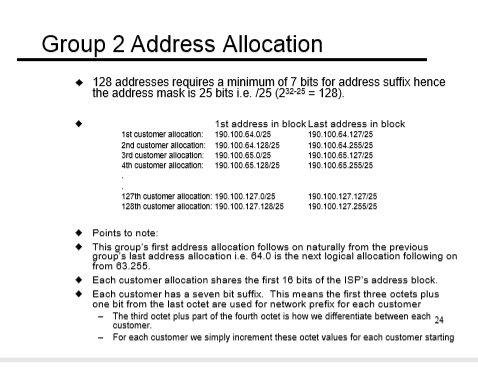 Group 2 Address Allocation
◆ 128 addresses requires a minimum of 7 bits for address suffix hence
the address mask is 25 bits i.e. /25 (2^32-25 = 128).
◆ 1st address in block Last address in block
1st customer allocation: 190.100.64.0/25 190.100.64.127/25
2nd customer allocation: 190.100.64.128/25 190.100.64.255/25
3rd customer allocation: 190.100.65.0/25 190.100.65.127/25
4th customer allocation: 190.100.65.128/25 190.100.65.255/25
.
.
127th customer allocation: 190.100.127.0/25 190.100.127.127/25
128th customer allocation: 190.100.127.128/25 190.100.127.255/25
◆ Points to note:
◆ This group's first address allocation follows on naturally from the previous
group's last address allocation i.e. 64.0 is the next logical allocation following on
from 63.255.
◆ Each customer allocation shares the first 16 bits of the ISP's address block.
◆ Each customer has a seven bit suffix. This means the first three octets plus
one bit from the last octet are used for network prefix for each customer
– The third octet plus part of the fourth octet is how we differentiate between each
customer.
24
– For each customer we simply increment these octet values for each customer starting